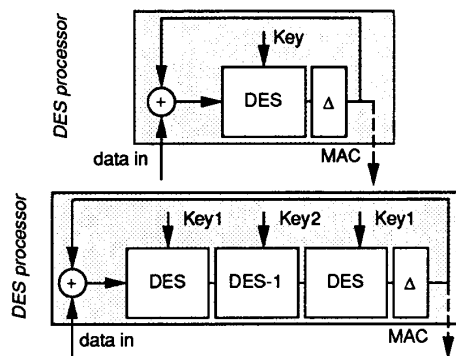 DES processor
Key
+
DES
Δ
data in
MAC
DES processor
Key1
Key2
Key1
+
DES
DES-1
DES
Δ
data in
MAC